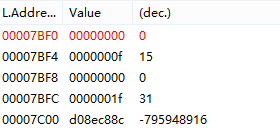 L.Addre... Value (dec.)
00007BF0 00000000 0
00007BF4 0000000f 15
00007BF8 00000000 0
00007BFC 0000001f 31
00007C00 d08ec88c -795948916